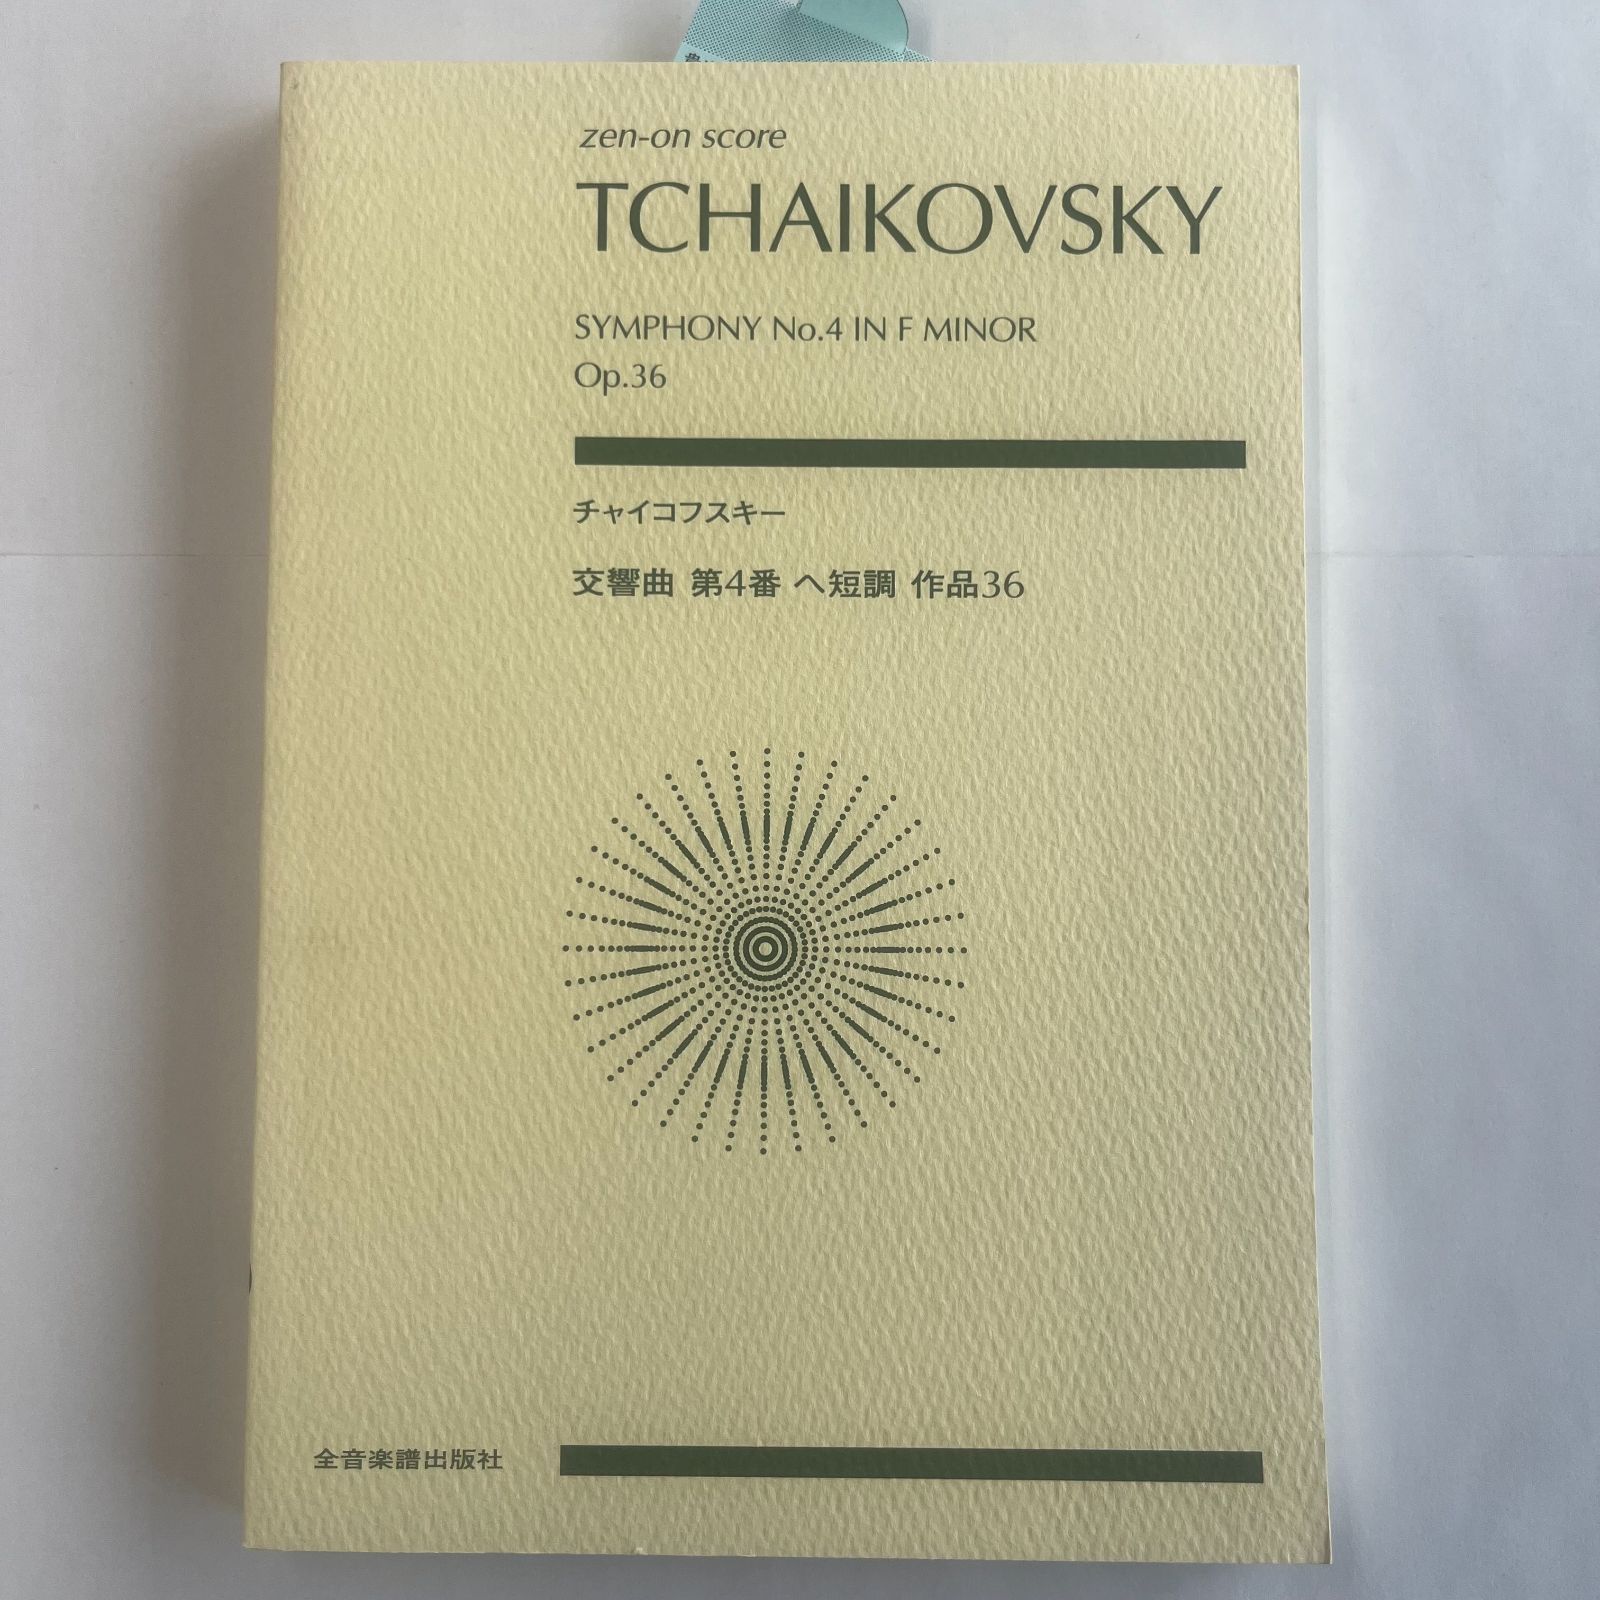 zen-on score
TCHAIKOVSKY
SYMPHONY No.4 IN F MINOR
Op.36
チャイコフスキー
交響曲 第4番 ヘ短調 作品36
全音楽譜出版社